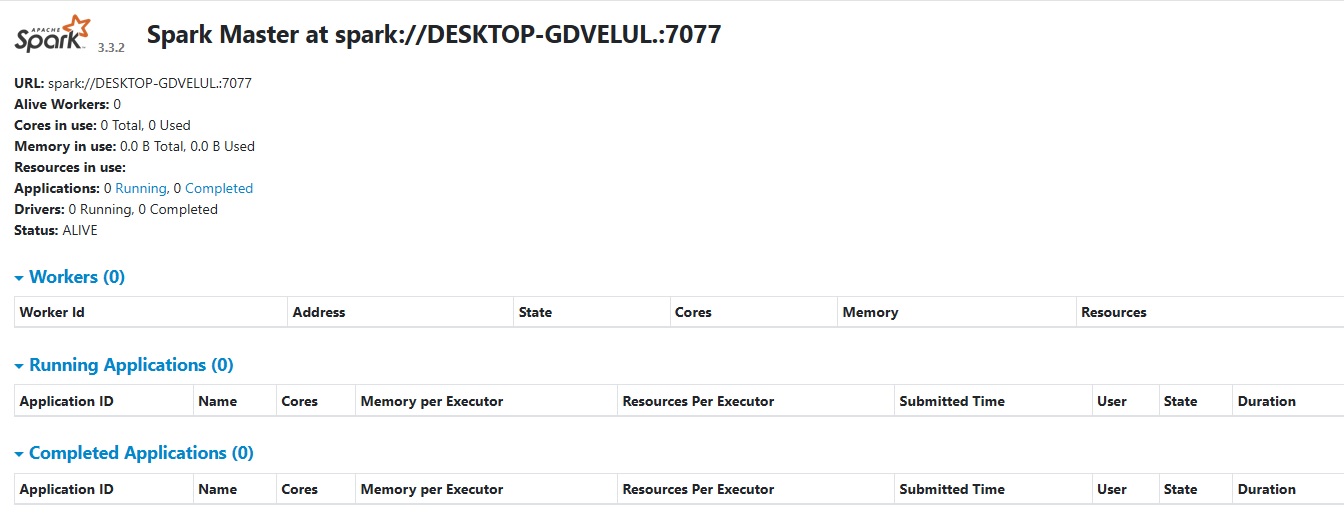 APACHE Spark 3.3.2 Spark Master at spark://DESKTOP-GDVELUL.:7077
URL: spark://DESKTOP-GDVELUL.:7077
Alive Workers: 0
Cores in use: 0 Total, 0 Used
Memory in use: 0.0 B Total, 0.0 B Used
Resources in use:
Applications: 0 Running, 0 Completed
Drivers: 0 Running, 0 Completed
Status: ALIVE
Workers (0)
Worker Id Address State Cores Memory Resources
Running Applications (0)
Application ID Name Cores Memory per Executor Resources Per Executor Submitted Time User State Duration
Completed Applications (0)
Application ID Name Cores Memory per Executor Resources Per Executor Submitted Time User State Duration